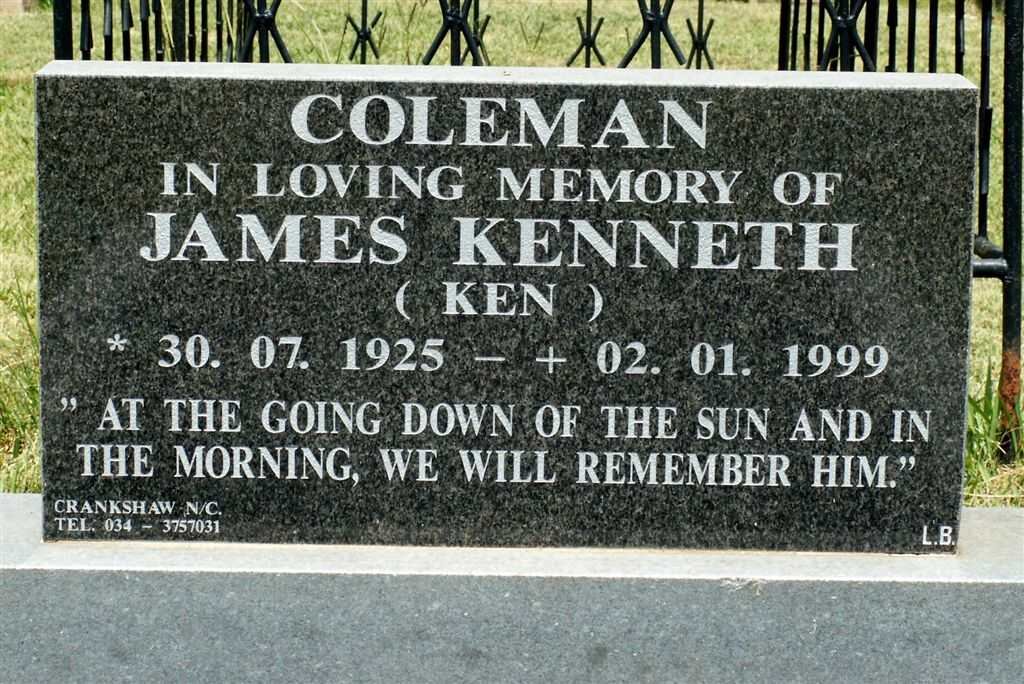 COLEMAN
IN LOVING MEMORY OF
JAMES KENNETH
( KEN )
* 30. 07. 1925 – + 02. 01. 1999
” AT THE GOING DOWN OF THE SUN AND IN
THE MORNING, WE WILL REMEMBER HIM.”
CRANKSHAW N/C.
TEL. 034 – 3757031
L.B.